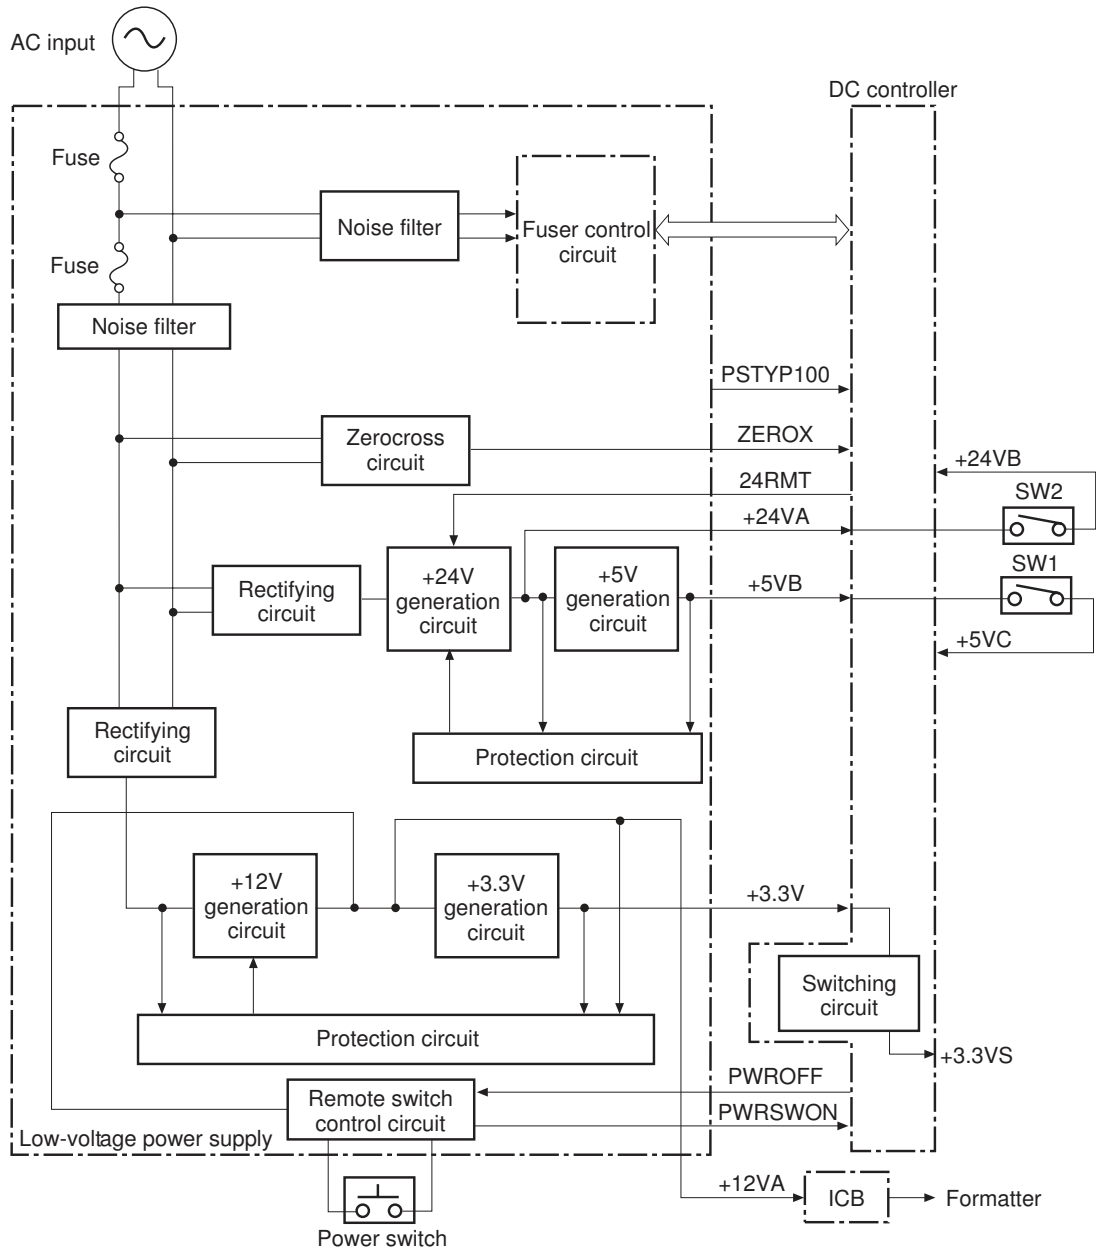 AC input
DC controller
Fuse
Noise filter
Fuser control
circuit
Fuse
Noise filter
PSTYP100
Zerocross
circuit
ZEROX
24RMT
+24VB
SW2
+24VA
Rectifying
circuit
+24V
generation
circuit
+5V
generation
circuit
+5VB
SW1
+5VC
Rectifying
circuit
Protection circuit
+12V
generation
circuit
+3.3V
generation
circuit
+3.3V
Switching
circuit
Protection circuit
+3.3VS
PWROFF
Remote switch
control circuit
PWRSWON
Low-voltage power supply
+12VA
ICB
Formatter
Power switch